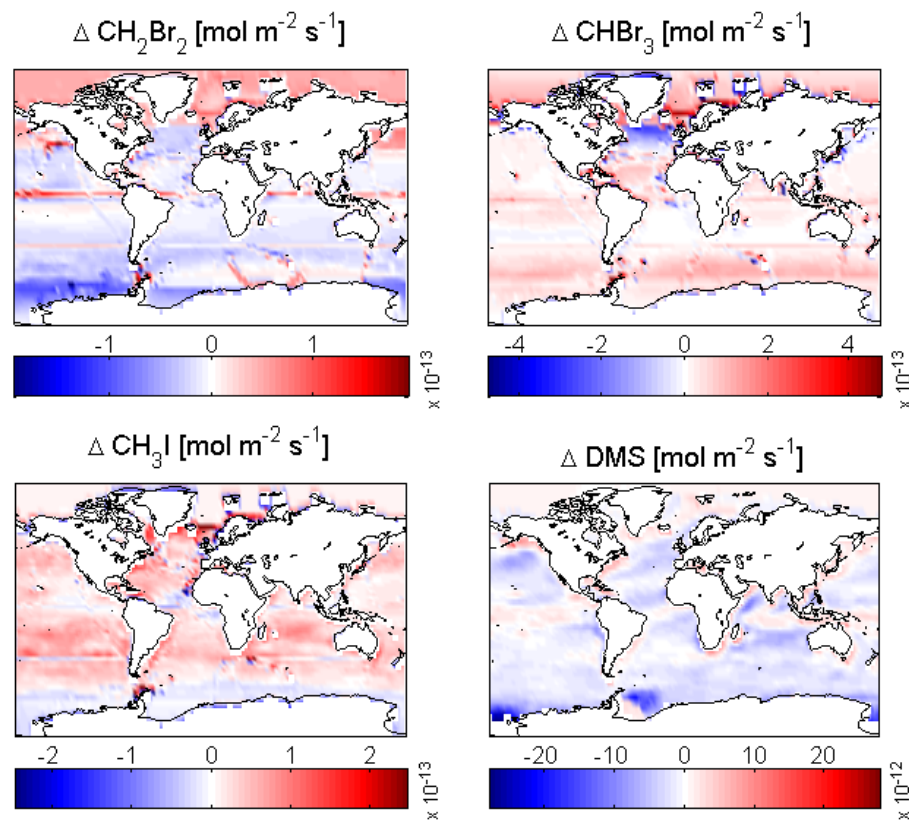 Δ CH₂Br₂ [mol m⁻² s⁻¹]
Δ CHBr₃ [mol m⁻² s⁻¹]
-1 0 1
x 10⁻¹³
-4 -2 0 2 4
x 10⁻¹³
Δ CH₃I [mol m⁻² s⁻¹]
Δ DMS [mol m⁻² s⁻¹]
-2 -1 0 1 2
x 10⁻¹³
-20 -10 0 10 20
x 10⁻¹²